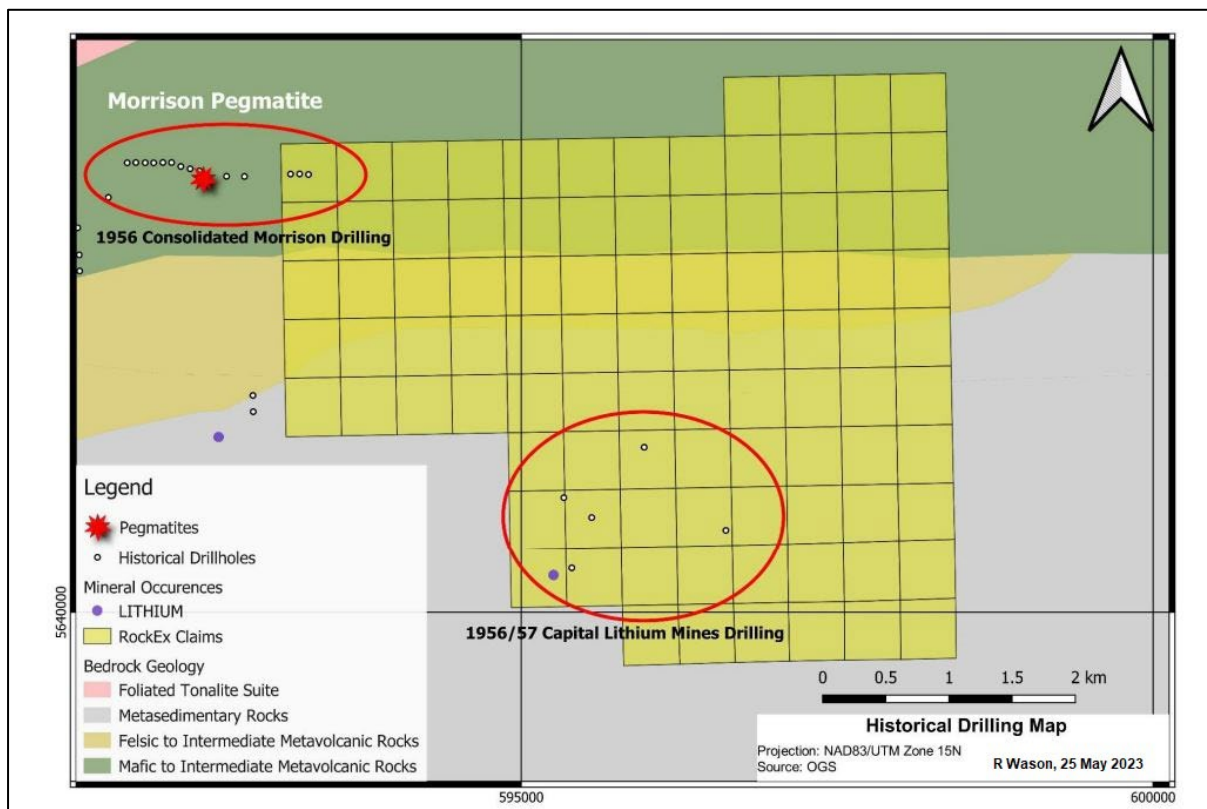 Morrison Pegmatite
1956 Consolidated Morrison Drilling
Legend
Pegmatites
Historical Drillholes
Mineral Occurences
LITHIUM
RockEx Claims
Bedrock Geology
Foliated Tonalite Suite
Metasedimentary Rocks
Felsic to Intermediate Metavolcanic Rocks
Mafic to Intermediate Metavolcanic Rocks
5640000
1956/57 Capital Lithium Mines Drilling
0 0.5 1 1.5 2 km
Historical Drilling Map
Projection: NAD83/UTM Zone 15N
Source: OGS
R Wason, 25 May 2023
595000
600000